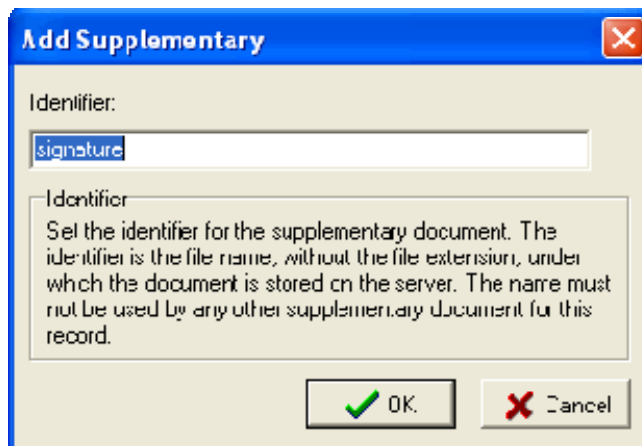 Add Supplementary
Identifier:
signature
Identifier
Set the identifier for the supplementary document. The
identifier is the file name, without the file extension, under
which the document is stored on the server. The name must
not be used by any other supplementary document for this
record.
OK
Cancel